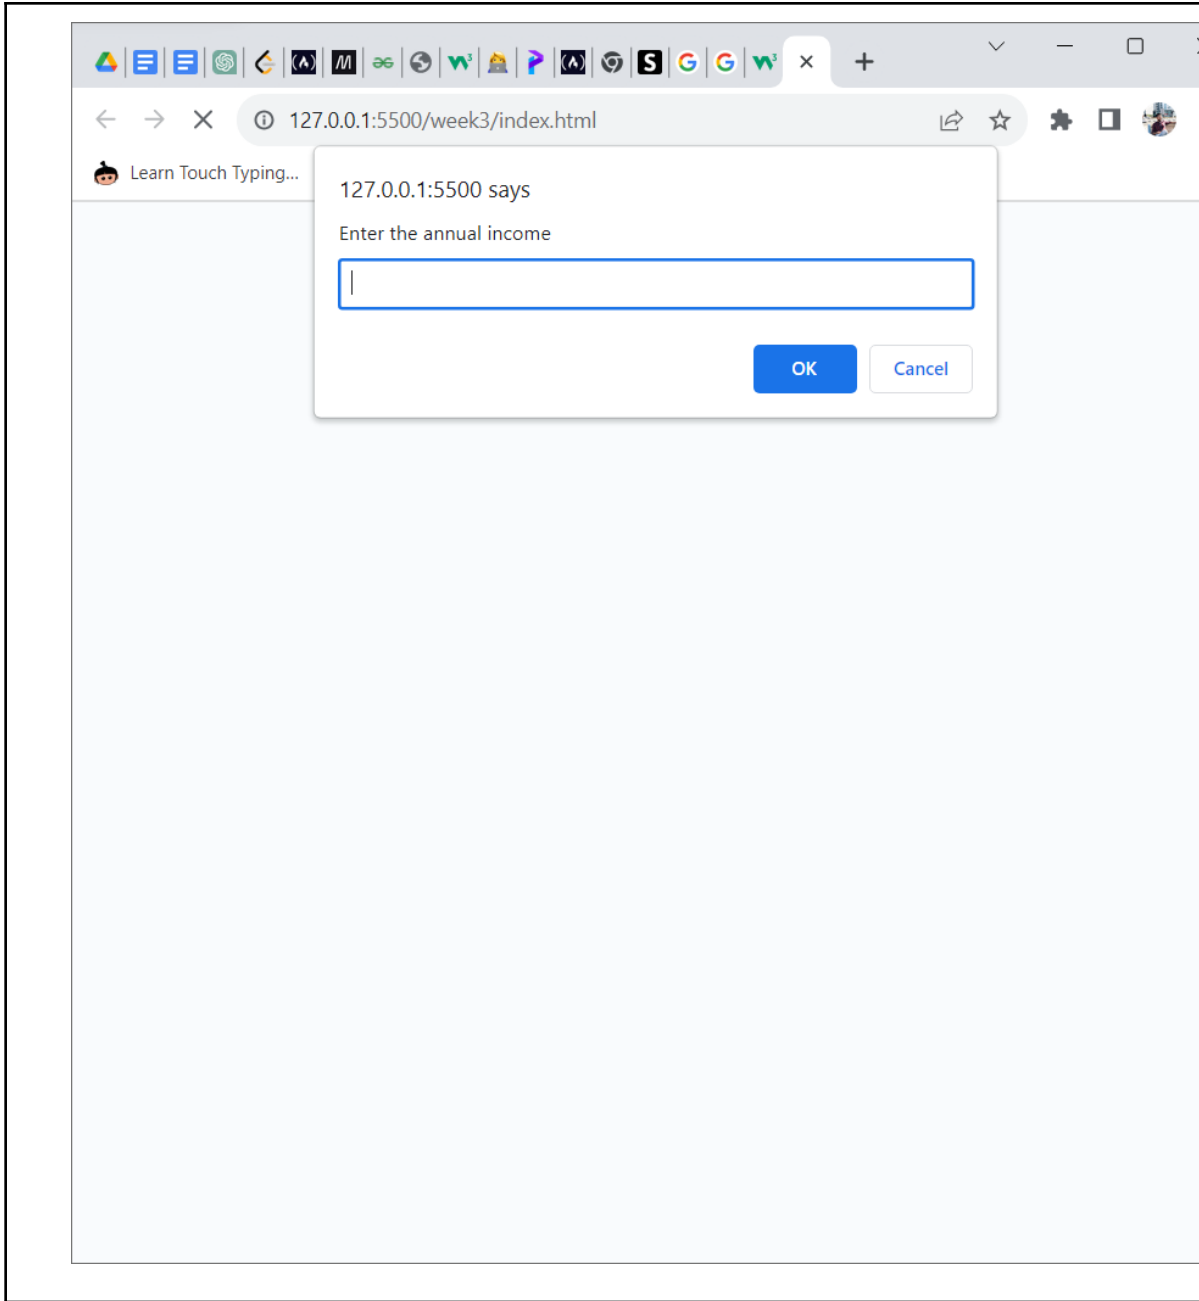 127.0.0.1:5500/week3/index.html
Learn Touch Typing...
127.0.0.1:5500 says
Enter the annual income
OK Cancel